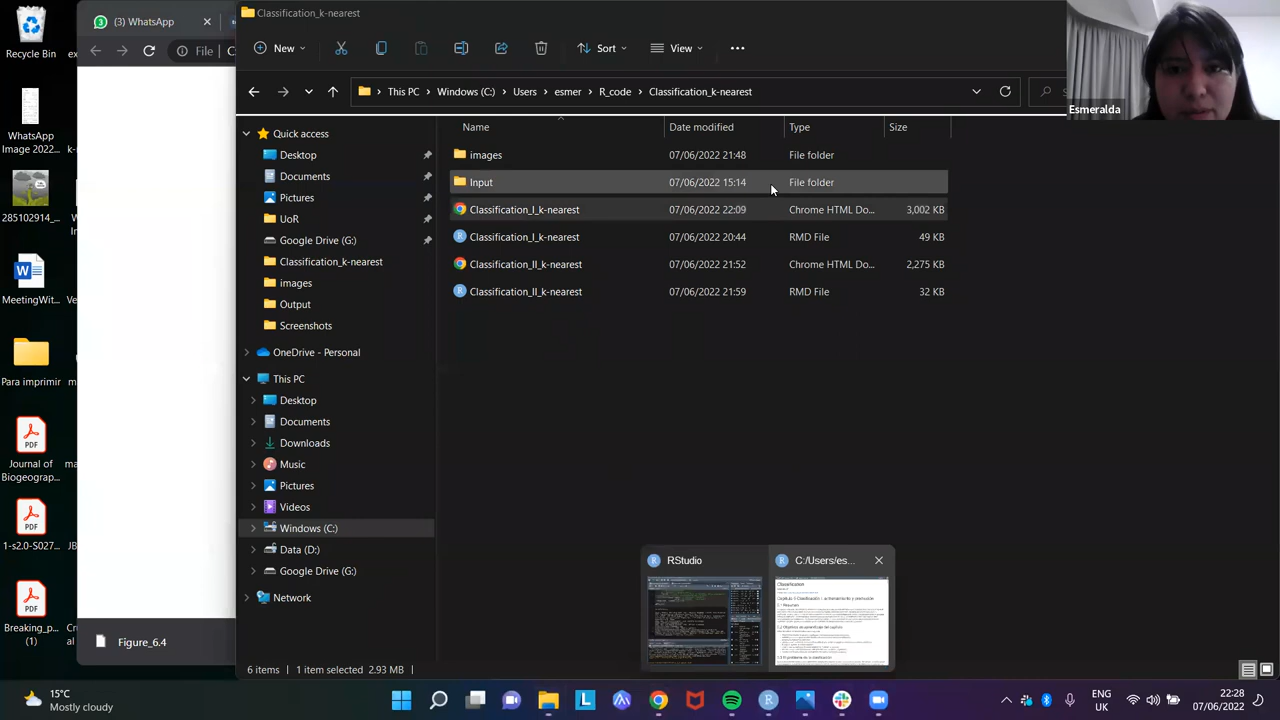 (3) WhatsApp
File
Recycle Bin
WhatsApp
Image 2022...
285102914_...
MeetingWit...
Para imprimir
Journal of
Biogeograp...
1-s2.0-S027...
Breaking_p...
(1)
6.4
Classification_k-nearest
New
Sort
View
This PC
Windows (C:)
Users
esmer
R_code
Classification_k-nearest
Esmeralda
Name
Date modified
Type
Size
images
07/06/2022 21:48
File folder
Input
07/06/2022 15:14
File folder
Classification_I_k-nearest
07/06/2022 22:09
Chrome HTML Do...
3,002 KB
Classification_I_k-nearest
07/06/2022 20:44
RMD File
49 KB
Classification_II_k-nearest
07/06/2022 21:52
Chrome HTML Do...
2,275 KB
Classification_II_k-nearest
07/06/2022 21:59
RMD File
32 KB
Quick access
Desktop
Documents
Pictures
UoR
Google Drive (G:)
Classification_k-nearest
images
Output
Screenshots
OneDrive - Personal
This PC
Desktop
Documents
Downloads
Music
Pictures
Videos
Windows (C:)
Data (D:)
Google Drive (G:)
Network
RStudio
C:/Users/es...
Classification
6 items
1 item selected 2.93 MB
15°C
Mostly cloudy
ENG
UK
22:28
07/06/2022